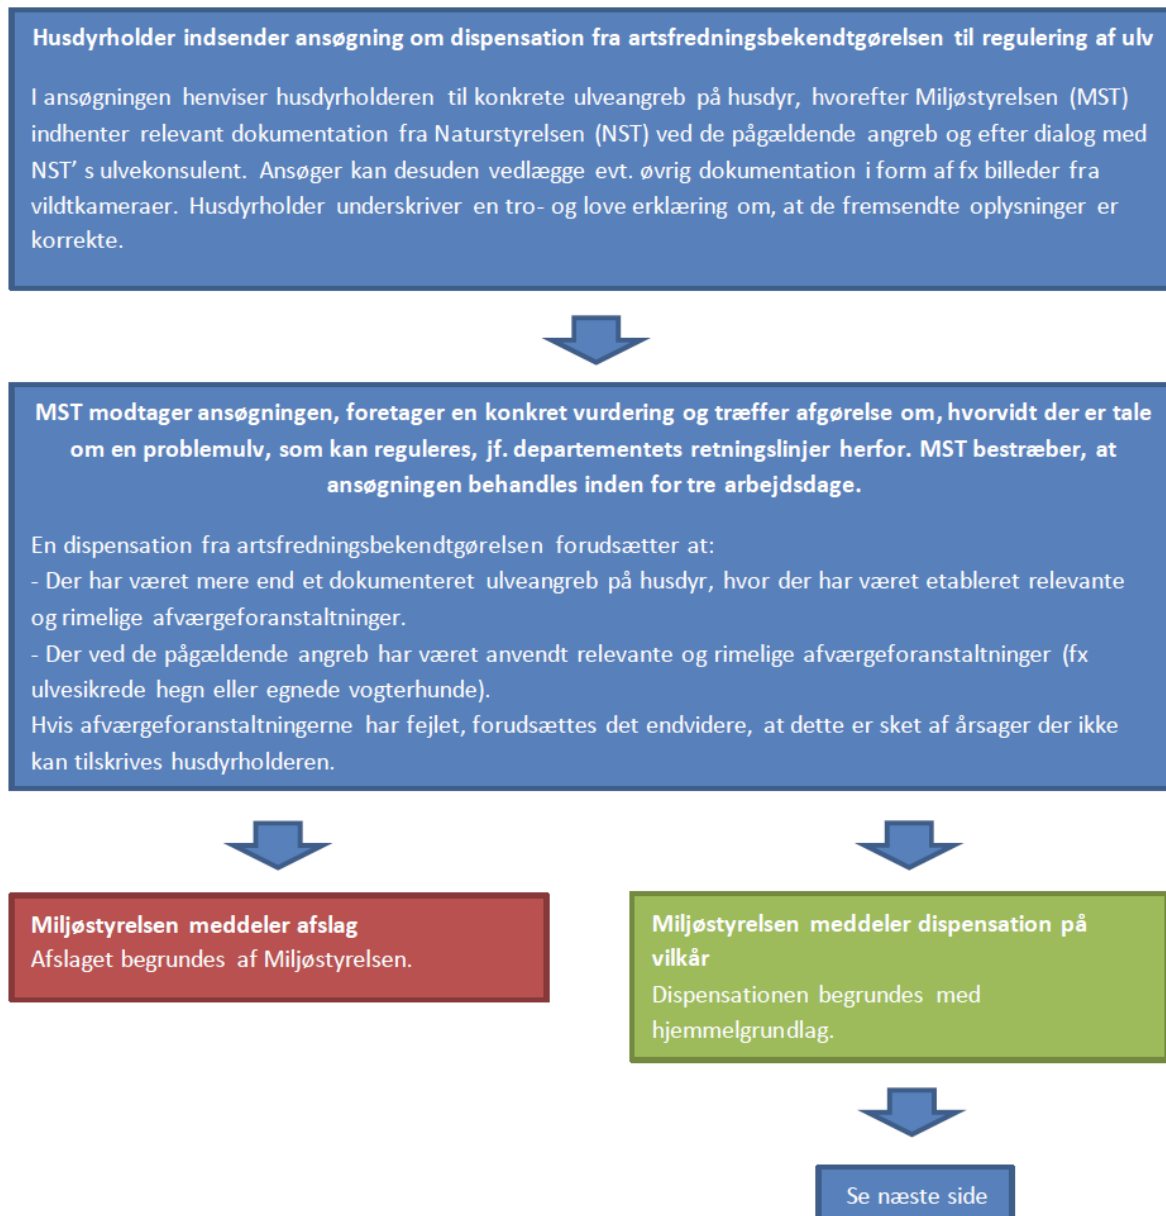 Husdyrholder indsender ansøgning om dispensation fra artsfredningsbekendtgørelsen til regulering af ulv
I ansøgningen henviser husdyrholderen til konkrete ulveangreb på husdyr, hvorefter Miljøstyrelsen (MST)
indhenter relevant dokumentation fra Naturstyrelsen (NST) ved de pågældende angreb og efter dialog med
NST' s ulvekonsulent. Ansøger kan desuden vedlægge evt. øvrig dokumentation i form af fx billeder fra
vildtkameraer. Husdyrholder underskriver en tro- og love erklæring om, at de fremsendte oplysninger er
korrekte.
MST modtager ansøgningen, foretager en konkret vurdering og træffer afgørelse om, hvorvidt der er tale
om en problemulv, som kan reguleres, jf. departementets retningslinjer herfor. MST bestræber, at
ansøgningen behandles inden for tre arbejdsdage.
En dispensation fra artsfredningsbekendtgørelsen forudsætter at:
- Der har været mere end et dokumenteret ulveangreb på husdyr, hvor der har været etableret relevante
og rimelige afværgeforanstaltninger.
- Der ved de pågældende angreb har været anvendt relevante og rimelige afværgeforanstaltninger (fx
ulvesikrede hegn eller egnede vogterhunde).
Hvis afværgeforanstaltningerne har fejlet, forudsættes det endvidere, at dette er sket af årsager der ikke
kan tilskrives husdyrholderen.
Miljøstyrelsen meddeler afslag
Afslaget begrundes af Miljøstyrelsen.
Miljøstyrelsen meddeler dispensation på
vilkår
Dispensationen begrundes med
hjemmelgrundlag.
Se næste side